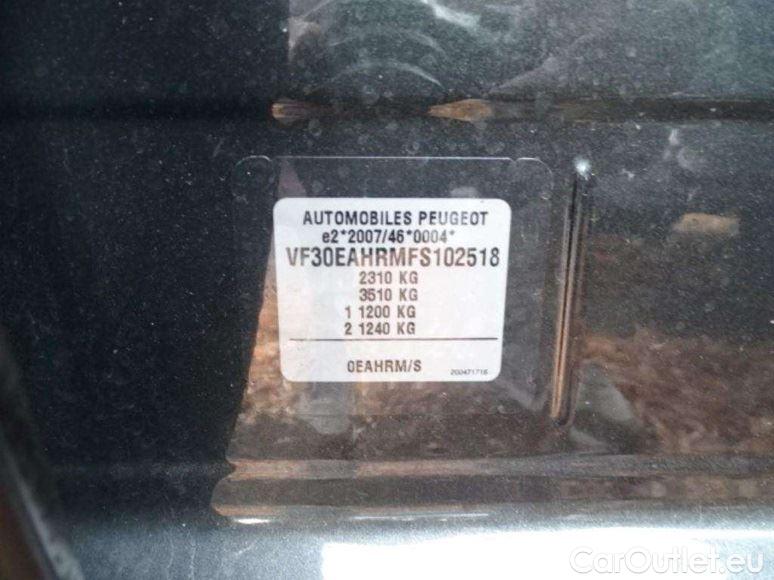 AUTOMOBILES PEUGEOT
e2*2007/46*0004*
VF30EAHRMFS102518
2310 KG
3510 KG
1 1200 KG
2 1240 KG
0EAHRM/S
200471716
CarOutlet.eu